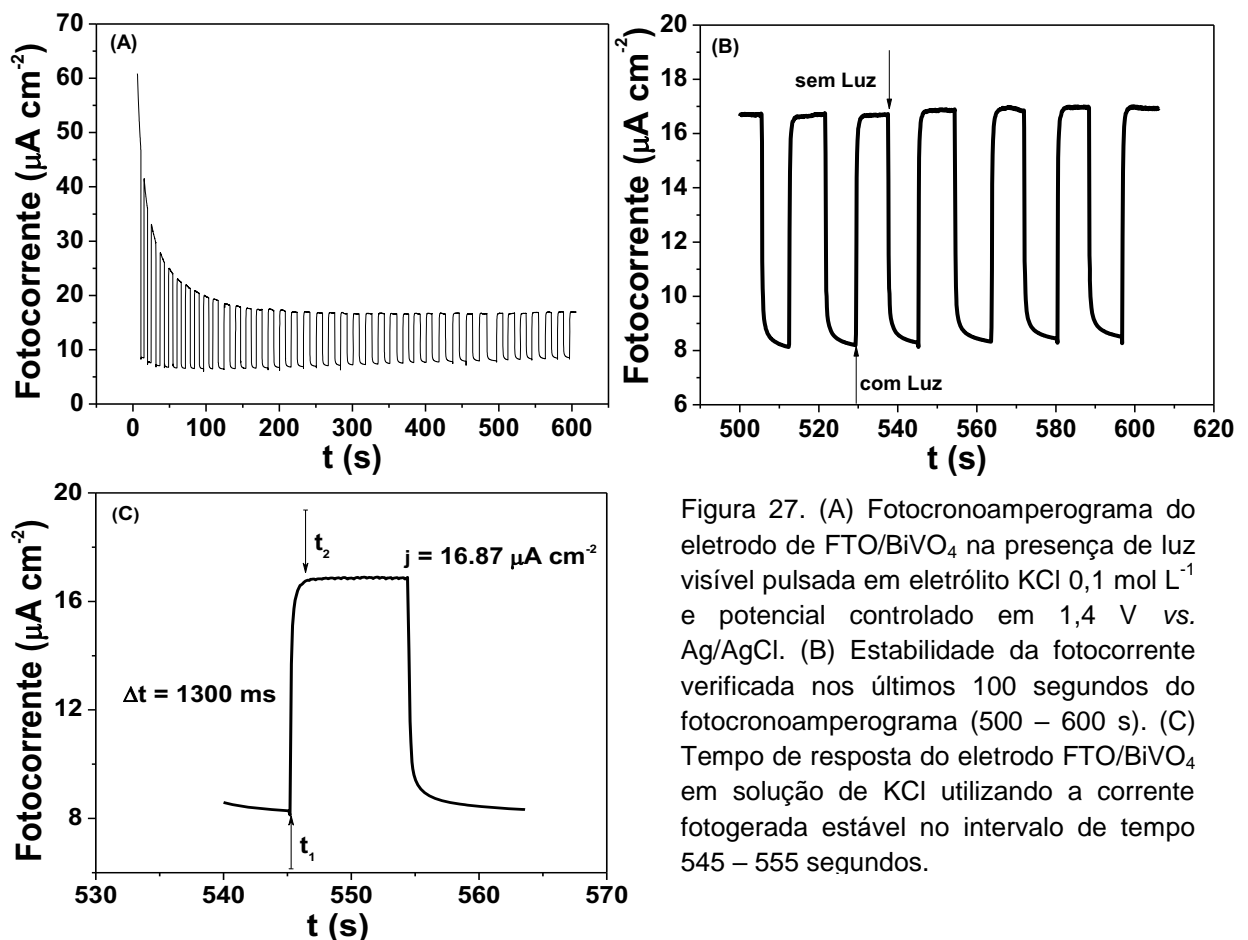 (A)
Fotocorrente (μA cm⁻²)
70
60
50
40
30
20
10
0
0 100 200 300 400 500 600
t (s)
(B)
Fotocorrente (μA cm⁻²)
20
18
16
14
12
10
8
6
sem Luz
com Luz
500 520 540 560 580 600 620
t (s)
(C)
Fotocorrente (μA cm⁻²)
20
16
12
8
t₂
j = 16.87 μA cm⁻²
Δt = 1300 ms
t₁
530 540 550 560 570
t (s)
Figura 27. (A) Fotocronoamperograma do
eletrodo de FTO/BiVO₄ na presença de luz
visível pulsada em eletrólito KCl 0,1 mol L⁻¹
e potencial controlado em 1,4 V vs.
Ag/AgCl. (B) Estabilidade da fotocorrente
verificada nos últimos 100 segundos do
fotocronoamperograma (500 – 600 s). (C)
Tempo de resposta do eletrodo FTO/BiVO₄
em solução de KCl utilizando a corrente
fotogerada estável no intervalo de tempo
545 – 555 segundos.